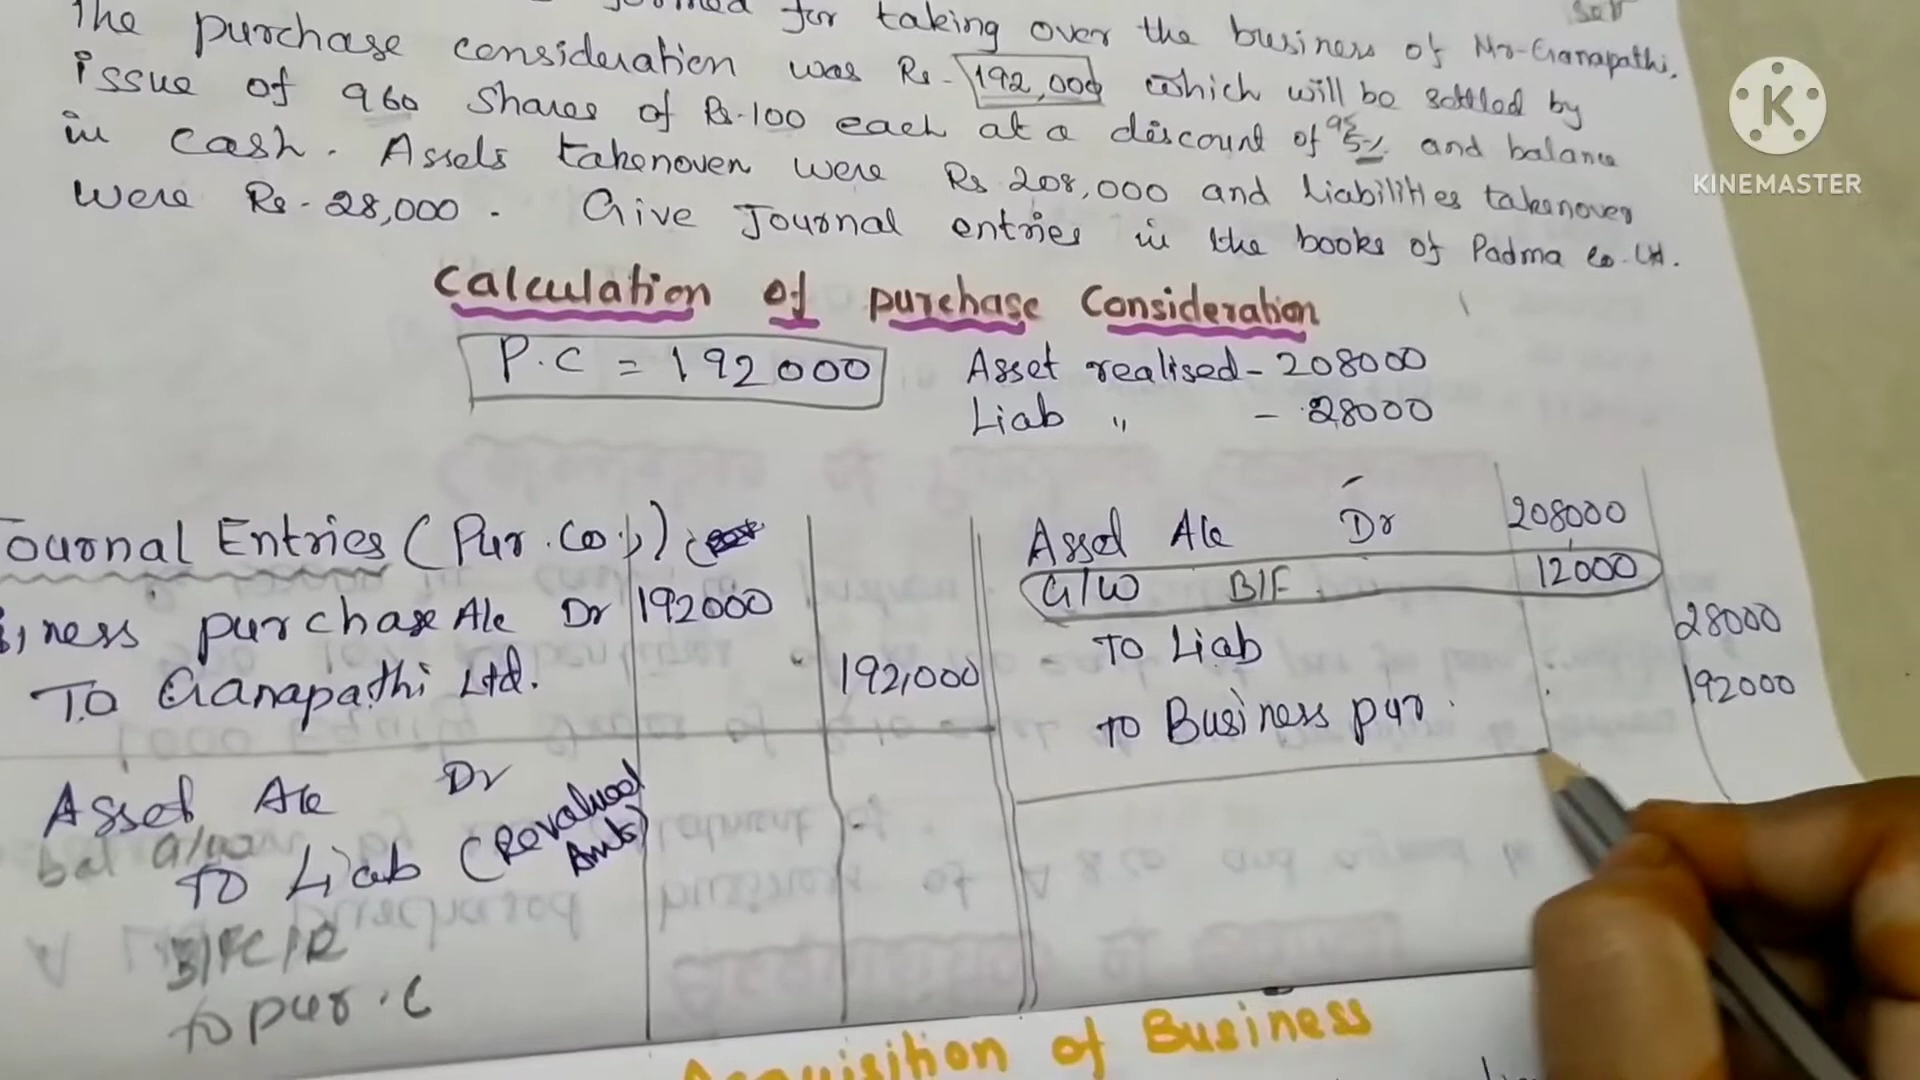 for taking over the business of Mr-Ganapathi.
The purchase consideration was Rs-192,000 which will be settled by
issue of 960 Shares of Rs.100 each at a discount of 5% and balance
95
in Cash. Assets takenover were Rs 208,000 and liabilities takenover
were Rs-28,000. Give Journal entries in the books of Padma Co. Ltd.
K
KINEMASTER
Calculation of purchase Consideration
P.C = 192000
Asset realised - 208000
Liab " - 28000
Journal Entries (Pur. Co.)
iness purchase A/c Dr 192000
To Ganapathi Ltd. 192,000
Asset A/c Dr
bal
To Liab (Revalued
Amts)
B/FC/R
to pur.C
Asset A/c Dr 208000
G/W B/F 12000
To Liab 28000
To Business pur. 192000
Acquisition of Business